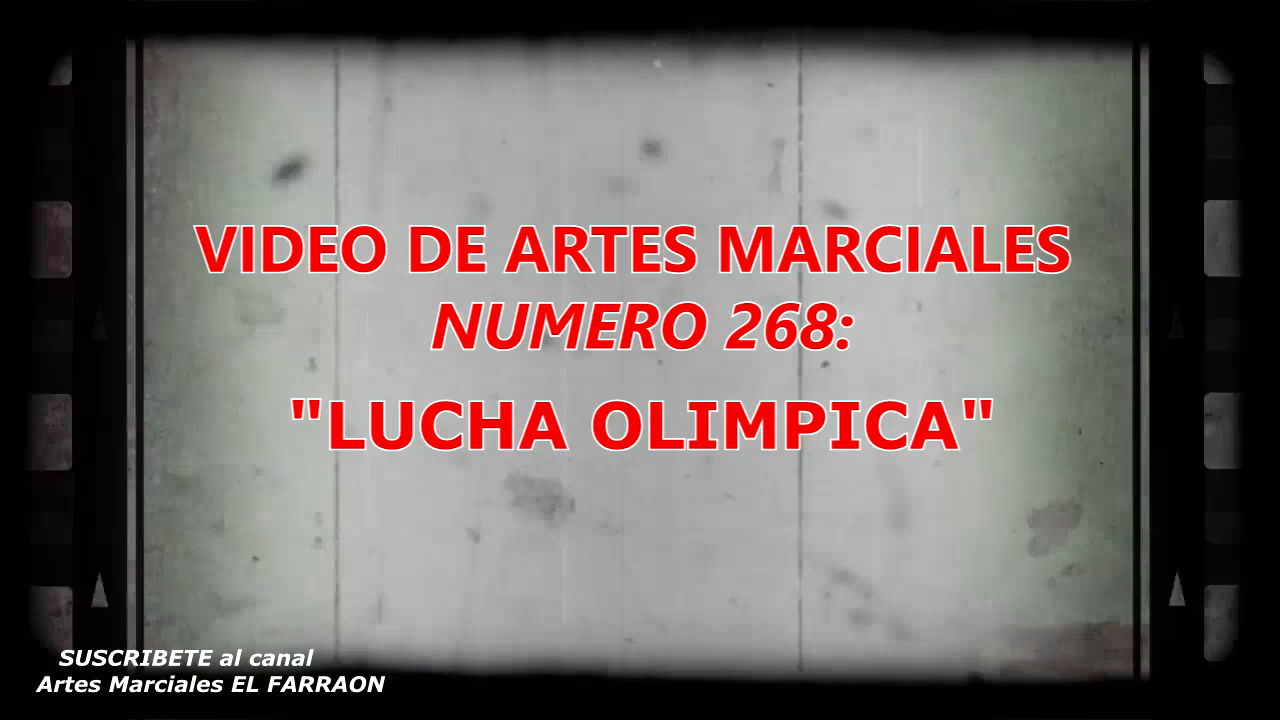 VIDEO DE ARTES MARCIALES
NUMERO 268:
"LUCHA OLIMPICA"
SUSCRIBETE al canal
Artes Marciales EL FARRAON